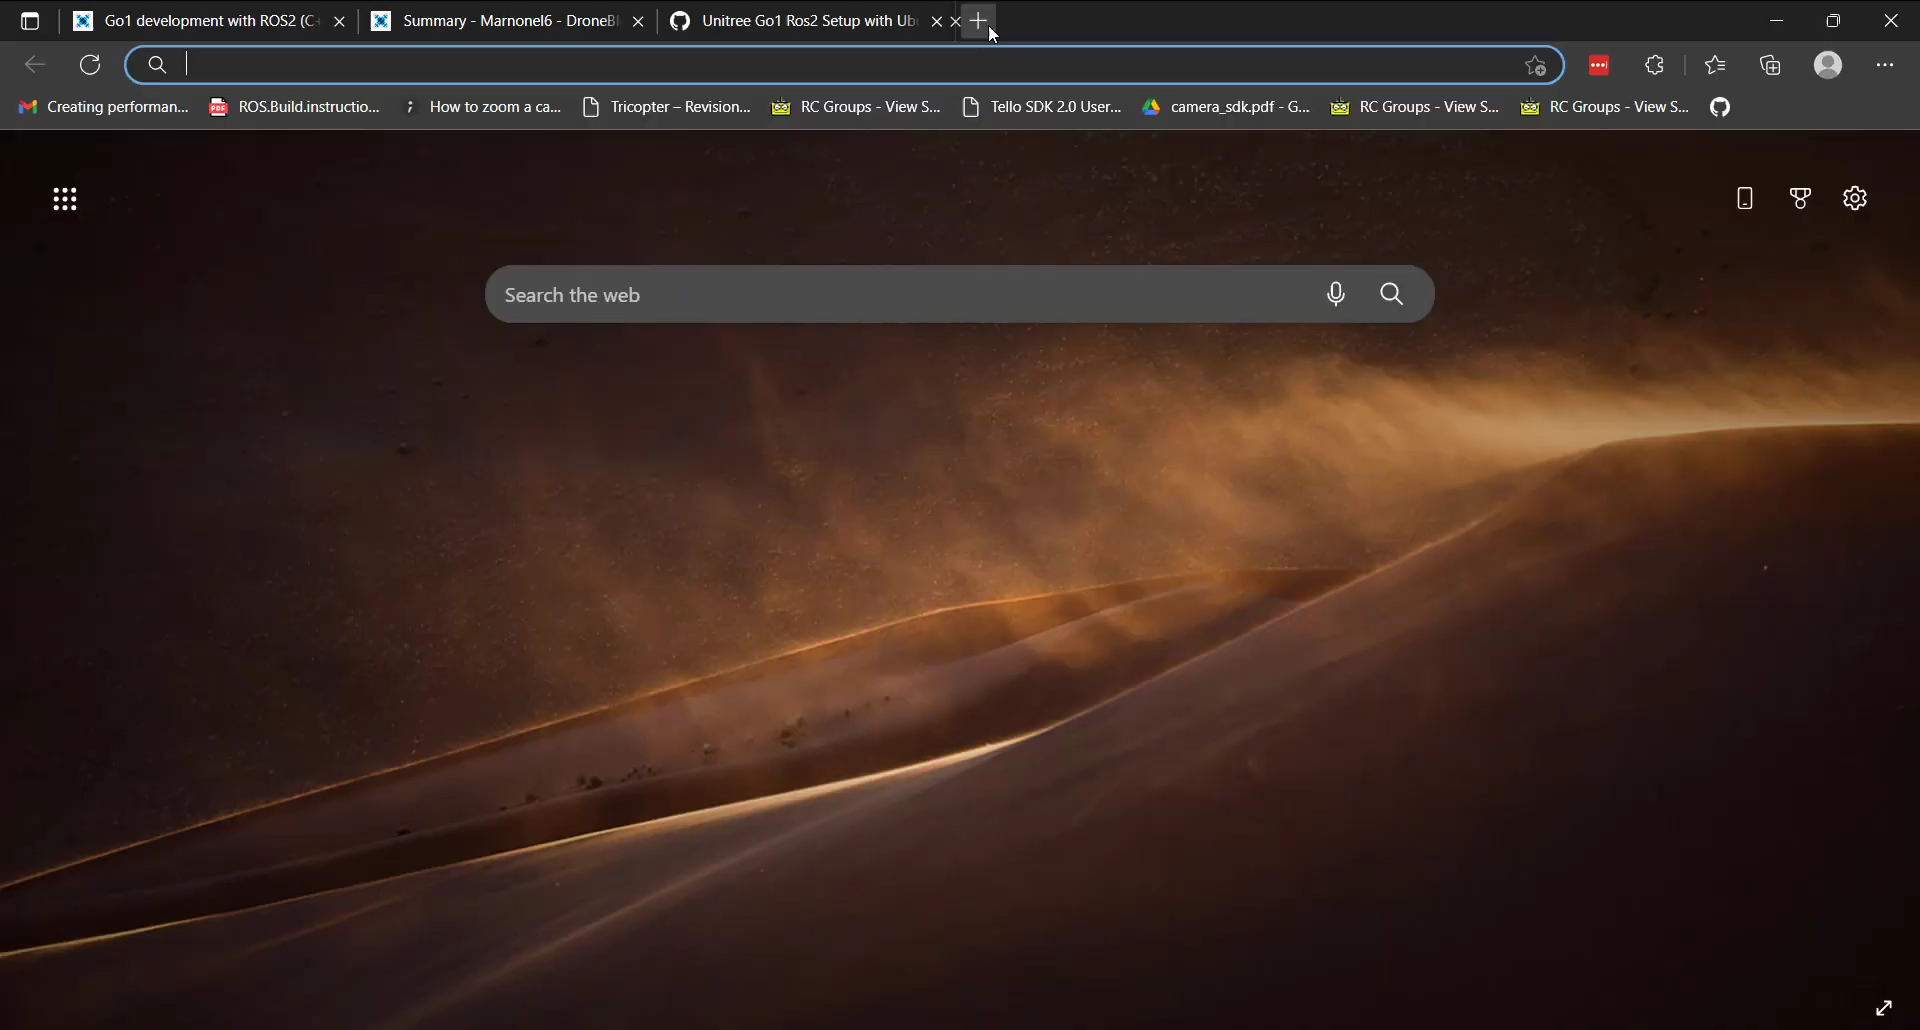 Go1 development with ROS2 (C
Summary - Marnonel6 - DroneBl
Unitree Go1 Ros2 Setup with Ub
Creating performan...
ROS.Build.instructio...
How to zoom a ca...
Tricopter – Revision...
RC Groups - View S...
Tello SDK 2.0 User...
camera_sdk.pdf - G...
RC Groups - View S...
RC Groups - View S...
Search the web